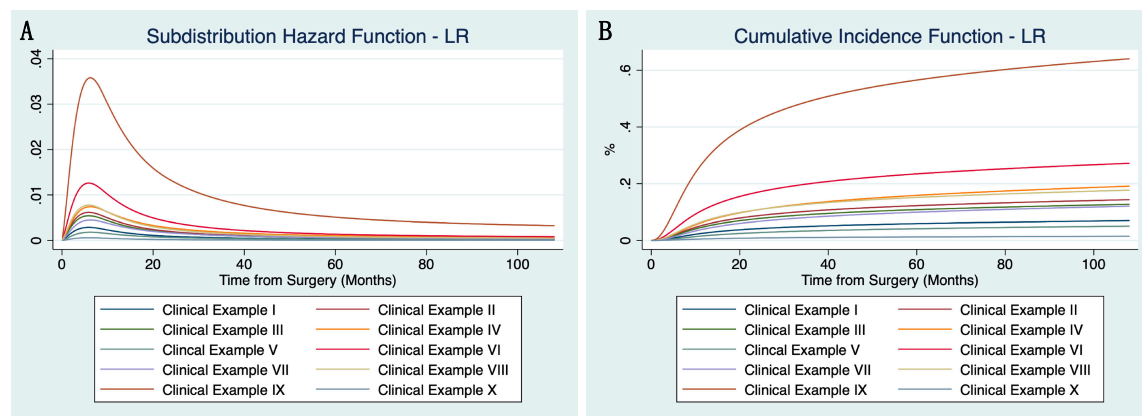 A
Subdistribution Hazard Function - LR
.04
.03
.02
.01
0
0 20 40 60 80 100
Time from Surgery (Months)
Clinical Example I Clinical Example II
Clinical Example III Clinical Example IV
Clincal Example V Clinical Example VI
Clinical Example VII Clinical Example VIII
Clinical Example IX Clinical Example X
B
Cumulative Incidence Function - LR
%
.6
.4
.2
0
0 20 40 60 80 100
Time from Surgery (Months)
Clinical Example I Clinical Example II
Clinical Example III Clinical Example IV
Clincal Example V Clinical Example VI
Clinical Example VII Clinical Example VIII
Clinical Example IX Clinical Example X